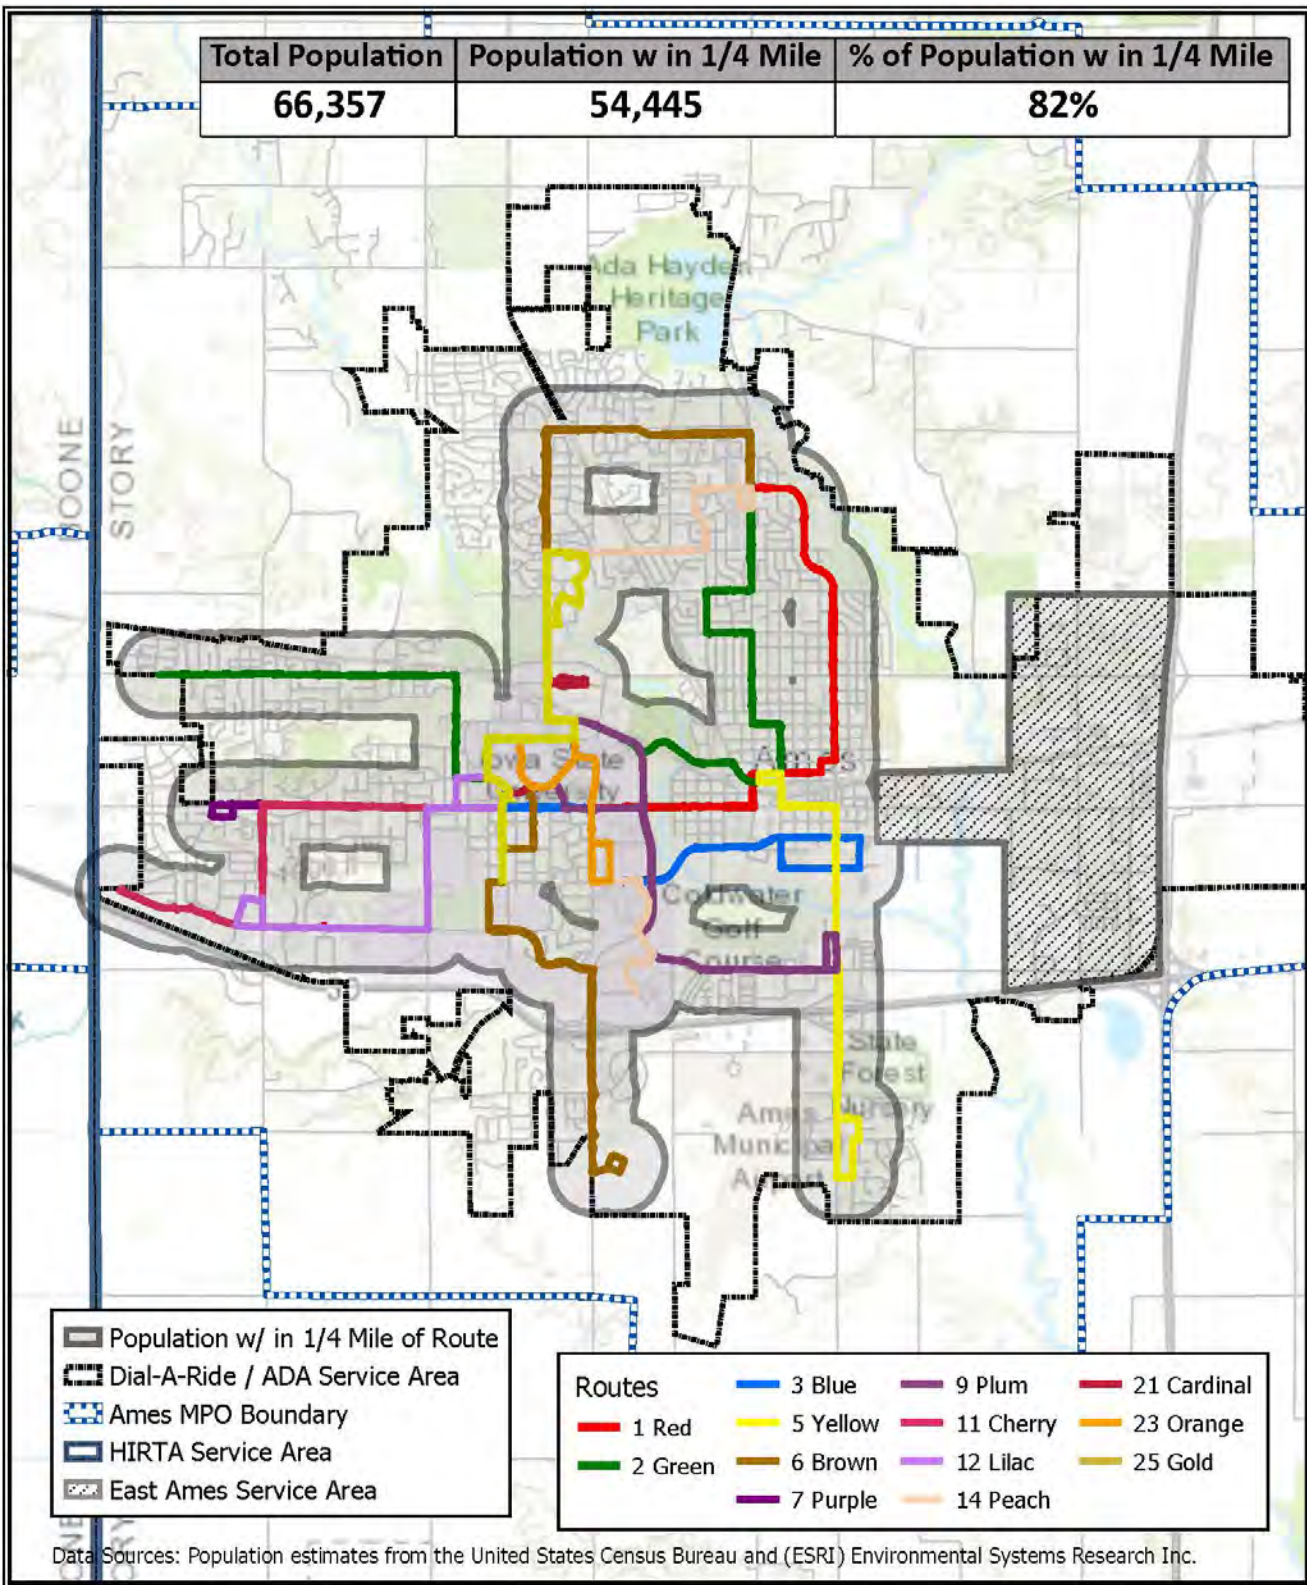 Total Population Population w in 1/4 Mile % of Population w in 1/4 Mile
66,357 54,445 82%
Ada Hayden
Heritage
Park
STORY
Iowa State
University
Ames
Coldwater
Golf
Course
State
Forest
Nursery
Ames
Municipal
Airport
Population w/ in 1/4 Mile of Route
Dial-A-Ride / ADA Service Area
Ames MPO Boundary
HIRTA Service Area
East Ames Service Area
Routes
1 Red
2 Green
3 Blue
5 Yellow
6 Brown
7 Purple
9 Plum
11 Cherry
12 Lilac
14 Peach
21 Cardinal
23 Orange
25 Gold
Data Sources: Population estimates from the United States Census Bureau and (ESRI) Environmental Systems Research Inc.